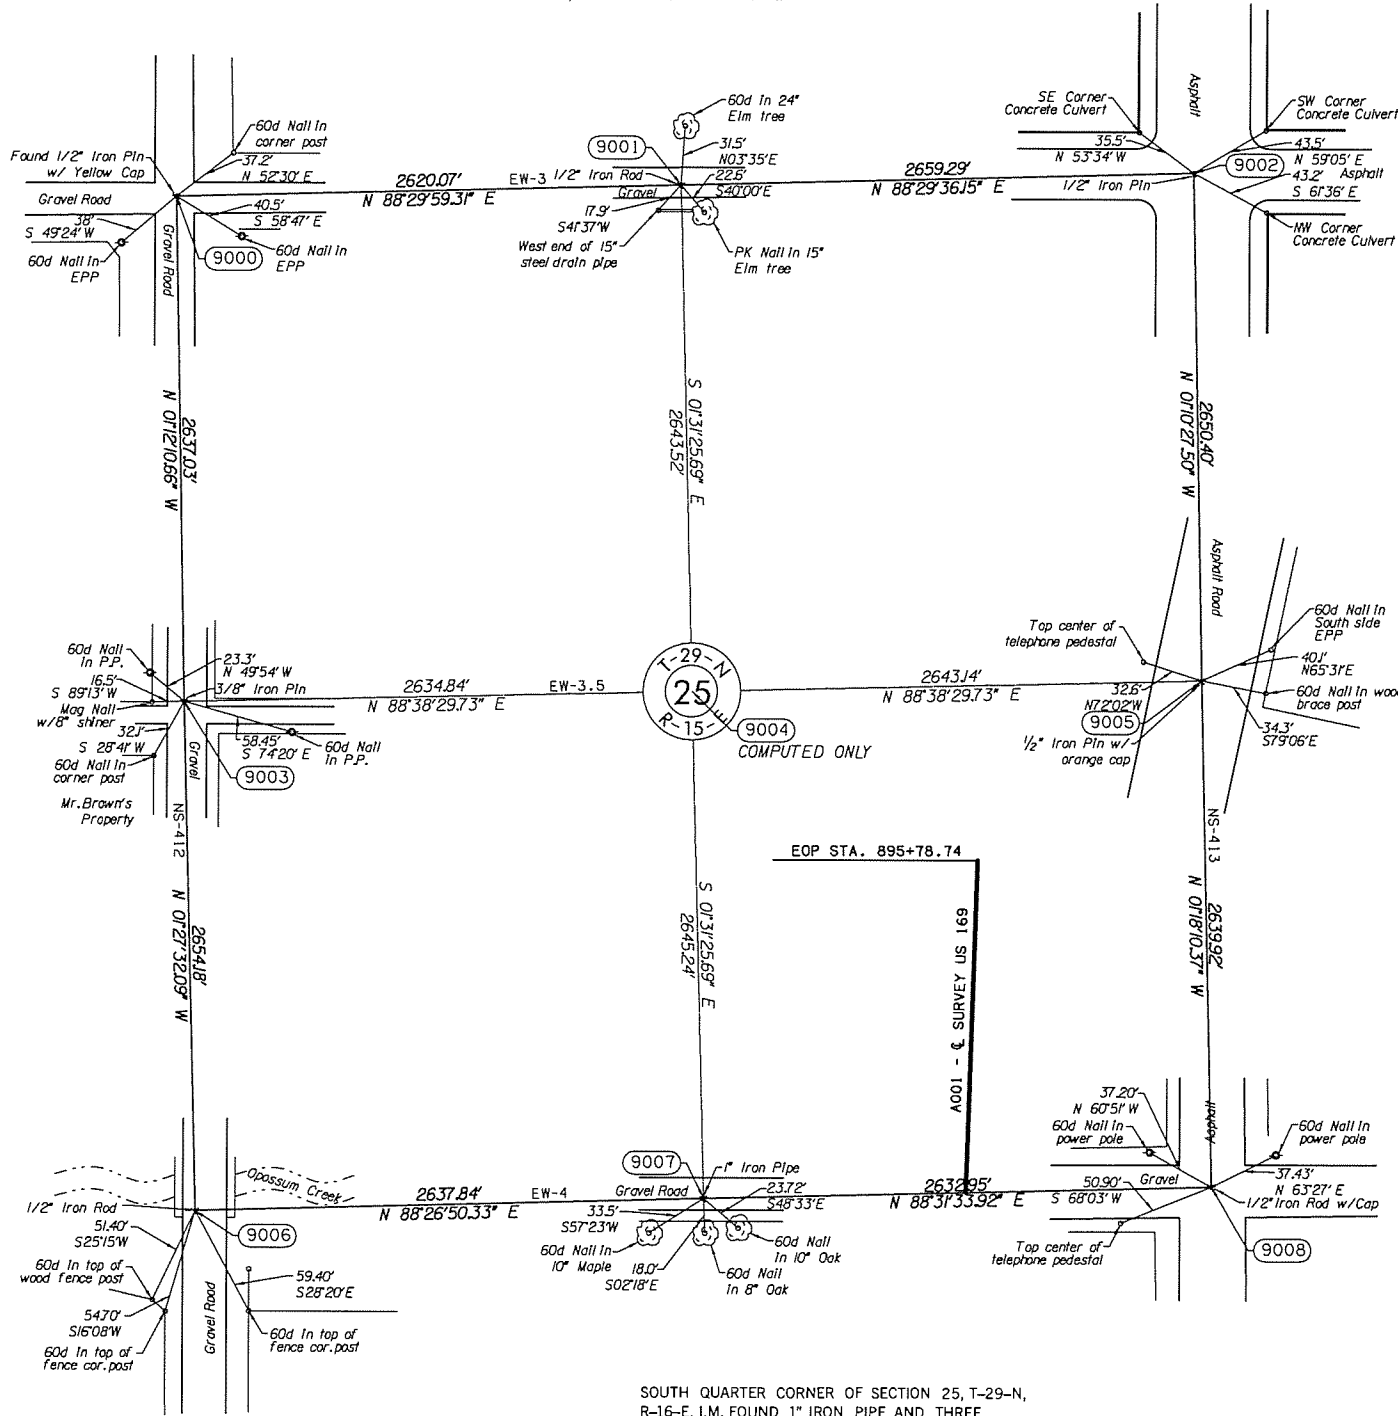 60d Nail in
corner post
37.2'
N 52°30' E
Found 1/2" Iron Pin
w/ Yellow Cap
Gravel Road
38'
S 49°24' W
60d Nail in
EPP
40.5'
S 58°47' E
60d Nail in
EPP
9000
Gravel Road
2620.07'
N 88°29'59.31" E
EW-3
60d in 24"
Elm tree
9001
31.5'
N03°35'E
1/2" Iron Rod
Gravel
22.6'
S40°00'E
17.9'
S41°37'W
West end of 15"
steel drain pipe
PK Nail in 15"
Elm tree
2659.29'
N 88°29'36.15" E
SE Corner
Concrete Culvert
Asphalt
SW Corner
Concrete Culvert
35.5'
N 53°34' W
43.5'
N 59°05' E
9002
1/2" Iron Pin
43.2'
Asphalt
S 61°36' E
NW Corner
Concrete Culvert
2637.03'
N 01°12'10.66" W
S 01°31'25.69" E
2643.52'
2650.40'
N 01°10'27.50" W
Asphalt Road
60d Nail
in P.P.
23.3'
N 49°54' W
16.5'
S 89°13' W
Mag Nail
w/8" shiner
3/8" Iron Pin
32.1'
S 28°41' W
60d Nail in
corner post
58.45'
S 74°20' E
60d Nail
in P.P.
Gravel
9003
Mr. Brown's
Property
2634.84'
N 88°38'29.73" E
EW-3.5
T-29-N
25
R-15-E
9004
COMPUTED ONLY
2643.14'
N 88°38'29.73" E
Top center of
telephone pedestal
60d Nail in
South side
EPP
40.1'
N65°31'E
32.6'
N72°02'W
9005
1/2" Iron Pin w/
orange cap
60d Nail in wood
brace post
34.3'
S79°06'E
NS-412
2654.18'
N 01°27'32.09" W
S 01°31'25.69" E
2645.24'
EOP STA. 895+78.74
A001 - ℄ SURVEY US 169
NS-413
2639.92'
N 01°18'10.37" W
Opossum Creek
1/2" Iron Rod
51.40'
S25°15'W
60d in top of
wood fence post
54.70'
S16°08'W
60d in top of
fence cor. post
9006
59.40'
S28°20'E
60d in top of
fence cor. post
Gravel Road
2637.84'
N 88°26'50.33" E
EW-4
9007
1" Iron Pipe
Gravel Road
23.72'
S48°33'E
33.5'
S57°23'W
60d Nail in
10" Maple
18.0'
S02°18'E
60d Nail
in 8" Oak
60d Nail
in 10" Oak
2632.95'
N 88°31'33.92" E
37.20'
N 60°51' W
60d Nail in
power pole
Asphalt
60d Nail in
power pole
Gravel
37.43'
N 63°27' E
50.90'
S 68°03' W
1/2" Iron Rod w/Cap
Top center of
telephone pedestal
9008
SOUTH QUARTER CORNER OF SECTION 25, T-29-N,
R-16-E, I.M. FOUND 1" IRON PIPE AND THREE